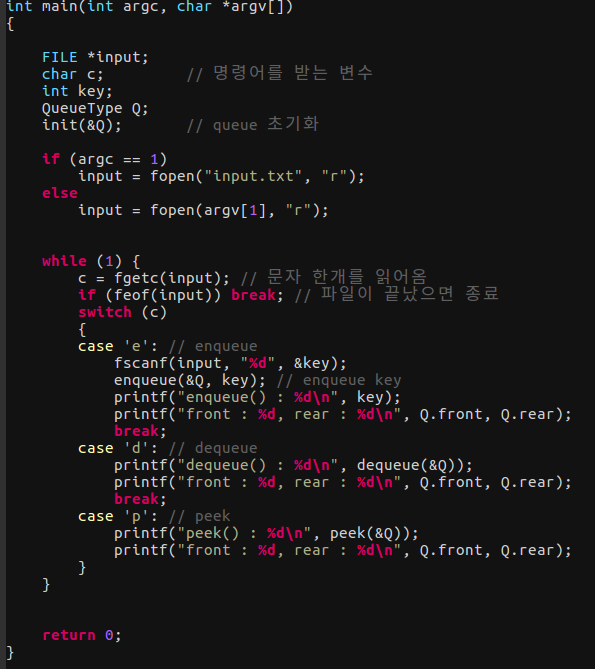 int main(int argc, char *argv[])
{
FILE *input;
char c; // 명령어를 받는 변수
int key;
QueueType Q;
init(&Q); // queue 초기화
if (argc == 1)
input = fopen("input.txt", "r");
else
input = fopen(argv[1], "r");
while (1) {
c = fgetc(input); // 문자 한개를 읽어옴
if (feof(input)) break; // 파일이 끝났으면 종료
switch (c)
{
case 'e': // enqueue
fscanf(input, "%d", &key);
enqueue(&Q, key); // enqueue key
printf("enqueue() : %d\n", key);
printf("front : %d, rear : %d\n", Q.front, Q.rear);
break;
case 'd': // dequeue
printf("dequeue() : %d\n", dequeue(&Q));
printf("front : %d, rear : %d\n", Q.front, Q.rear);
break;
case 'p': // peek
printf("peek() : %d\n", peek(&Q));
printf("front : %d, rear : %d\n", Q.front, Q.rear);
}
}
return 0;
}